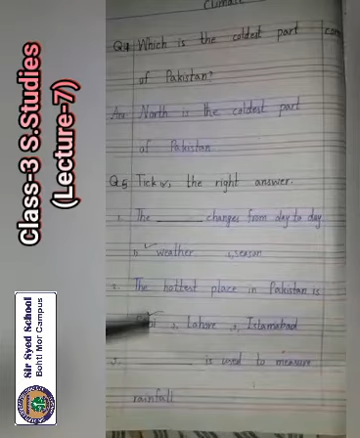 Class-3 S.Studies
(Lecture-7)
Sir Syed School
Bohti Mor Campus
Climate
Q4 Which is the coldest part
of Pakistan?
Ans North is the coldest part
of Pakistan
Q5 Tick the right answer.
1. The ________ changes from day to day
weather season
2. The hottest place in Pakistan is
Lahore Islamabad
3. ________ is used to measure
rainfall